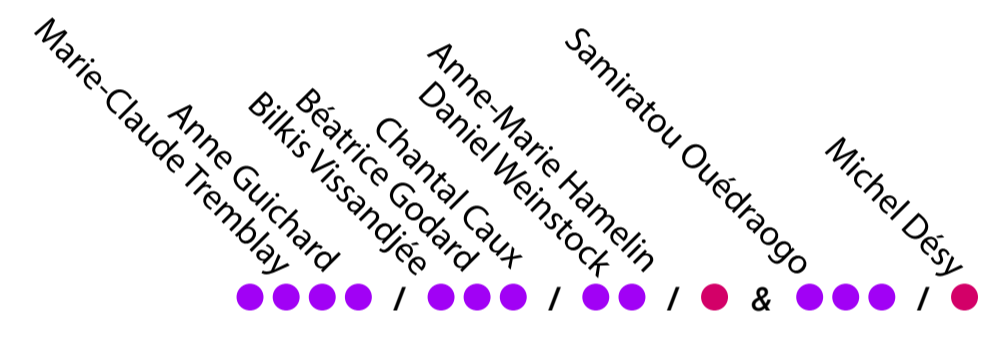 Marie-Claude Tremblay
Anne Guichard
Bilkis Vissandjée
Béatrice Godard
Chantal Caux
Daniel Weinstock
Anne-Marie Hamelin
Samiratou Ouédraogo
Michel Désy
/ / / & /